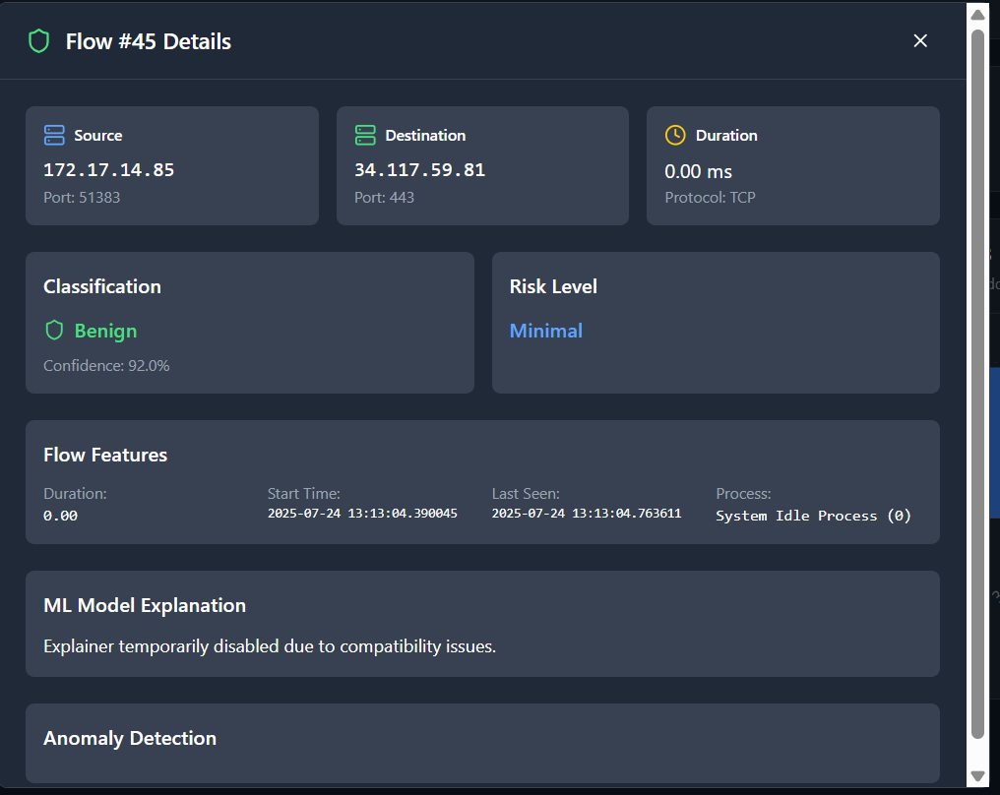 Flow #45 Details
Source
172.17.14.85
Port: 51383
Destination
34.117.59.81
Port: 443
Duration
0.00 ms
Protocol: TCP
Classification
Benign
Confidence: 92.0%
Risk Level
Minimal
Flow Features
Duration:
0.00
Start Time:
2025-07-24 13:13:04.390045
Last Seen:
2025-07-24 13:13:04.763611
Process:
System Idle Process (0)
ML Model Explanation
Explainer temporarily disabled due to compatibility issues.
Anomaly Detection